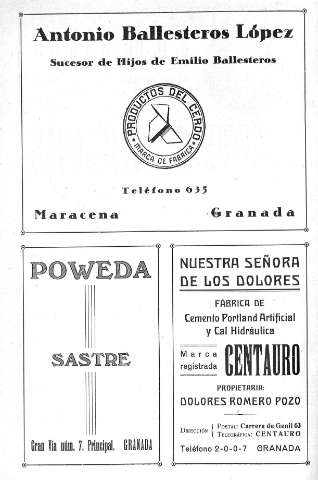 Antonio Ballesteros López
Sucesor de Hijos de Emilio Ballesteros
PRODUCTOS DEL CERDO
MARCA DE FABRICA
Teléfono 635
Maracena Granada
POWEDA
SASTRE
Gran Vía núm. 7. Principal. GRANADA
NUESTRA SEÑORA
DE LOS DOLORES
FÁBRICA DE
Cemento Portland Artificial
y Cal Hidráulica
Marca
registrada CENTAURO
PROPIETARIA:
DOLORES ROMERO POZO
DIRECCIÓN POSTAL: Carrera de Genil 63
TELEGRÁFICA: CENTAURO
Teléfono 2-0-0-7 GRANADA